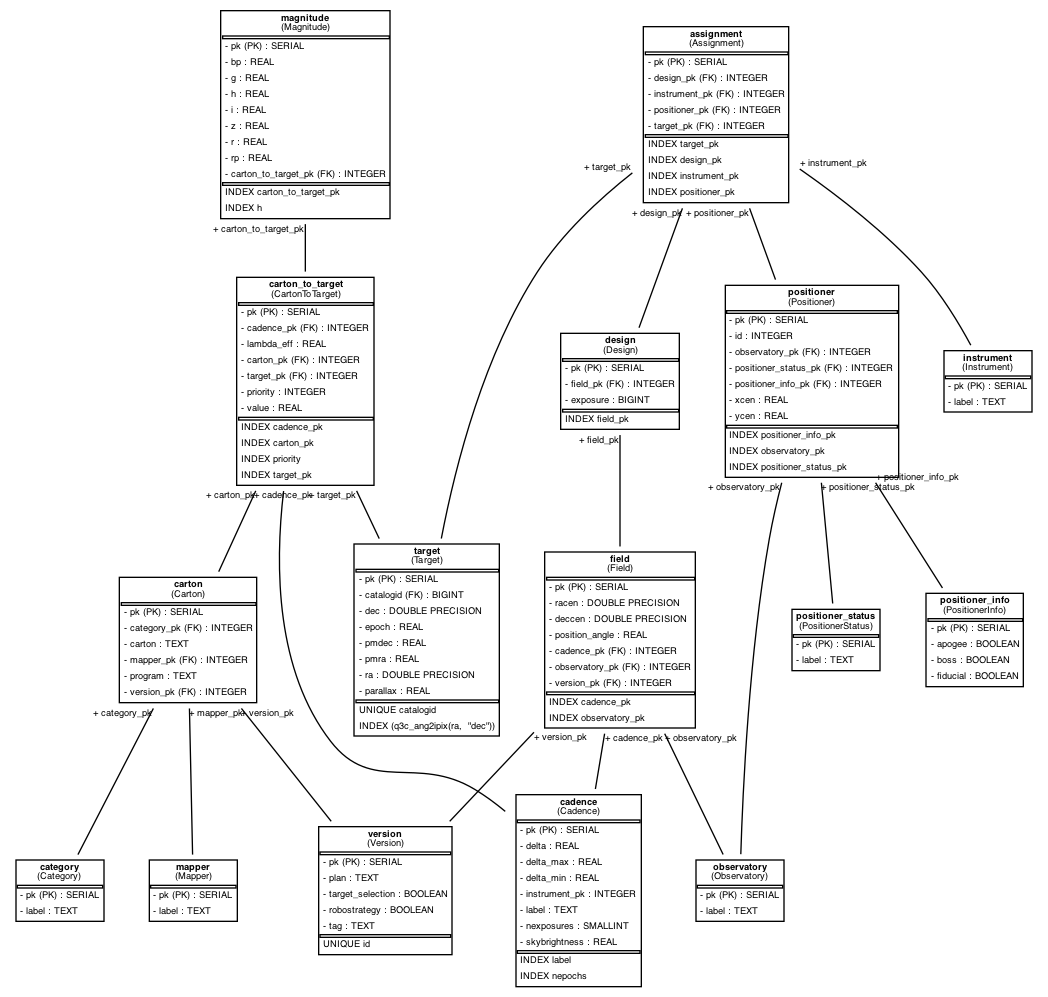 magnitude
(Magnitude)
- pk (PK) : SERIAL
- bp : REAL
- g : REAL
- h : REAL
- i : REAL
- z : REAL
- r : REAL
- rp : REAL
- carton_to_target_pk (FK) : INTEGER
INDEX carton_to_target_pk
INDEX h
+ carton_to_target_pk
assignment
(Assignment)
- pk (PK) : SERIAL
- design_pk (FK) : INTEGER
- instrument_pk (FK) : INTEGER
- positioner_pk (FK) : INTEGER
- target_pk (FK) : INTEGER
INDEX target_pk
INDEX design_pk
INDEX instrument_pk
INDEX positioner_pk
+ target_pk
+ instrument_pk
+ design_pk
+ positioner_pk
carton_to_target
(CartonToTarget)
- pk (PK) : SERIAL
- cadence_pk (FK) : INTEGER
- lambda_eff : REAL
- carton_pk (FK) : INTEGER
- target_pk (FK) : INTEGER
- priority : INTEGER
- value : REAL
INDEX cadence_pk
INDEX carton_pk
INDEX priority
INDEX target_pk
+ carton_pk
+ cadence_pk
+ target_pk
design
(Design)
- pk (PK) : SERIAL
- field_pk (FK) : INTEGER
- exposure : BIGINT
INDEX field_pk
+ field_pk
positioner
(Positioner)
- pk (PK) : SERIAL
- id : INTEGER
- observatory_pk (FK) : INTEGER
- positioner_status_pk (FK) : INTEGER
- positioner_info_pk (FK) : INTEGER
- xcen : REAL
- ycen : REAL
INDEX positioner_info_pk
INDEX observatory_pk
INDEX positioner_status_pk
+ positioner_info_pk
+ observatory_pk
+ positioner_status_pk
instrument
(Instrument)
- pk (PK) : SERIAL
- label : TEXT
carton
(Carton)
- pk (PK) : SERIAL
- category_pk (FK) : INTEGER
- carton : TEXT
- mapper_pk (FK) : INTEGER
- program : TEXT
- version_pk (FK) : INTEGER
+ category_pk
+ mapper_pk
+ version_pk
target
(Target)
- pk (PK) : SERIAL
- catalogid (FK) : BIGINT
- dec : DOUBLE PRECISION
- epoch : REAL
- pmdec : REAL
- pmra : REAL
- ra : DOUBLE PRECISION
- parallax : REAL
UNIQUE catalogid
INDEX (q3c_ang2ipix(ra, "dec"))
field
(Field)
- pk (PK) : SERIAL
- racen : DOUBLE PRECISION
- deccen : DOUBLE PRECISION
- position_angle : REAL
- cadence_pk (FK) : INTEGER
- observatory_pk (FK) : INTEGER
- version_pk (FK) : INTEGER
INDEX cadence_pk
INDEX observatory_pk
+ version_pk
+ cadence_pk
+ observatory_pk
positioner_status
(PositionerStatus)
- pk (PK) : SERIAL
- label : TEXT
positioner_info
(PositionerInfo)
- pk (PK) : SERIAL
- apogee : BOOLEAN
- boss : BOOLEAN
- fiducial : BOOLEAN
category
(Category)
- pk (PK) : SERIAL
- label : TEXT
mapper
(Mapper)
- pk (PK) : SERIAL
- label : TEXT
version
(Version)
- pk (PK) : SERIAL
- plan : TEXT
- target_selection : BOOLEAN
- robostrategy : BOOLEAN
- tag : TEXT
UNIQUE id
cadence
(Cadence)
- pk (PK) : SERIAL
- delta : REAL
- delta_max : REAL
- delta_min : REAL
- instrument_pk : INTEGER
- label : TEXT
- nexposures : SMALLINT
- skybrightness : REAL
INDEX label
INDEX nepochs
observatory
(Observatory)
- pk (PK) : SERIAL
- label : TEXT